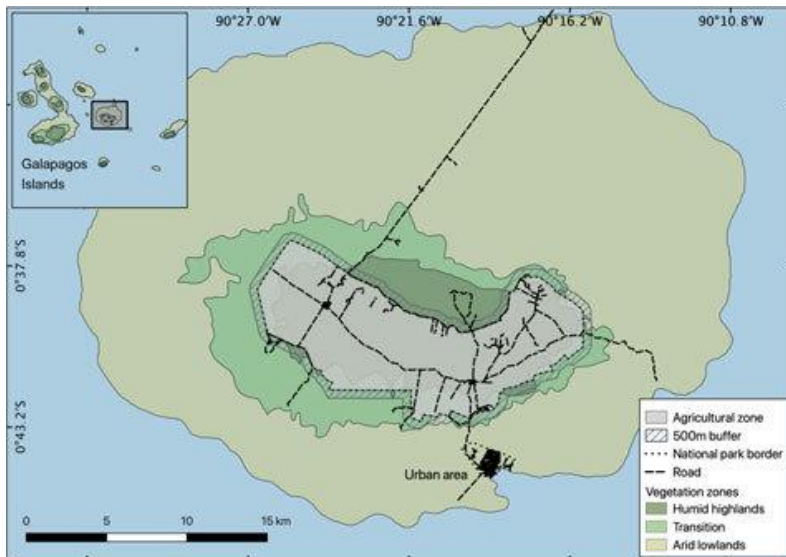 90°27.0'W
90°21.6'W
90°16.2'W
90°10.8'W
Galapagos
Islands
0°37.8'S
0°43.2'S
Urban area
0
5
10
15 km
Agricultural zone
500m buffer
National park border
Road
Vegetation zones
Humid highlands
Transition
Arid lowlands